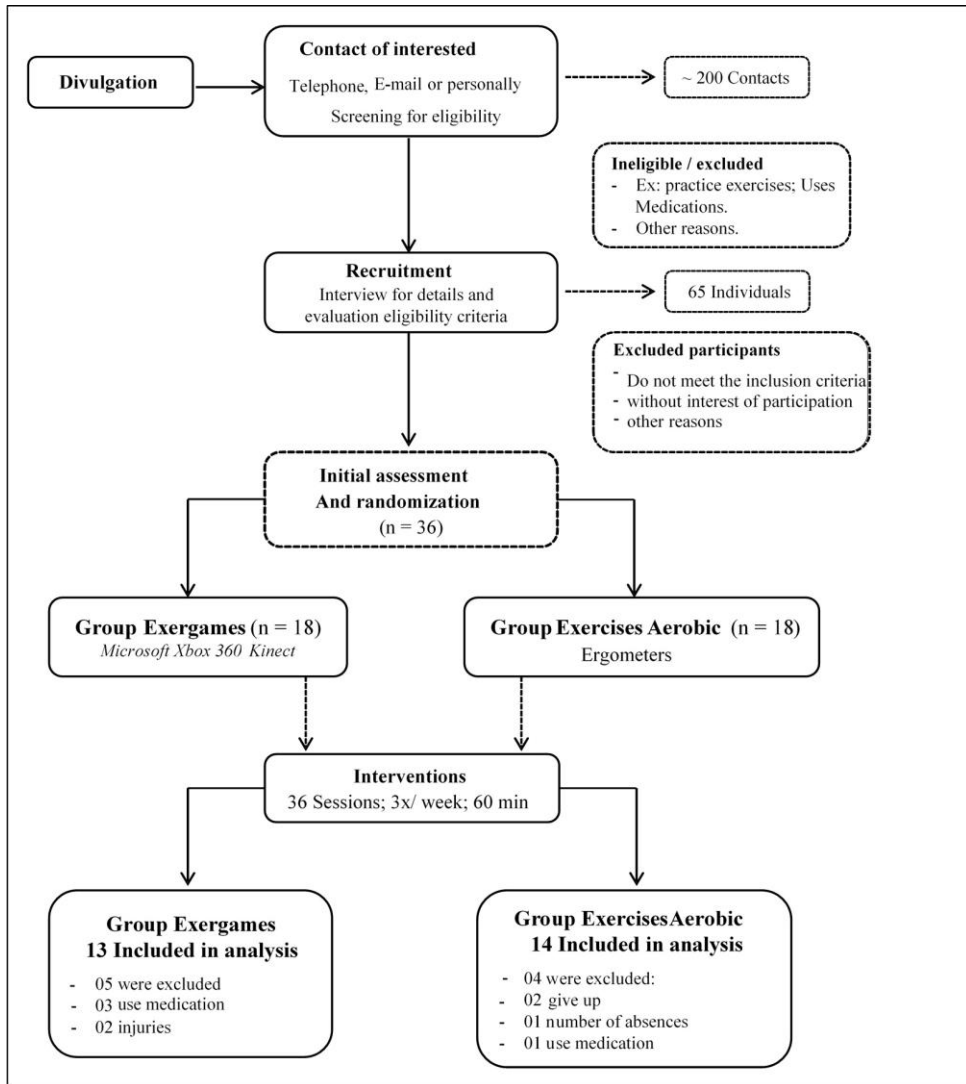 Divulgation
Contact of interested
Telephone, E-mail or personally
Screening for eligibility
~ 200 Contacts
Ineligible / excluded
- Ex: practice exercises; Uses
Medications.
- Other reasons.
Recruitment
Interview for details and
evaluation eligibility criteria
65 Individuals
Excluded participants
- Do not meet the inclusion criteria
- without interest of participation
- other reasons
Initial assessment
And randomization
(n = 36)
Group Exergames (n = 18)
Microsoft Xbox 360 Kinect
Group Exercises Aerobic (n = 18)
Ergometers
Interventions
36 Sessions; 3x/ week; 60 min
Group Exergames
13 Included in analysis
- 05 were excluded
- 03 use medication
- 02 injuries
Group Exercises Aerobic
14 Included in analysis
- 04 were excluded:
- 02 give up
- 01 number of absences
- 01 use medication